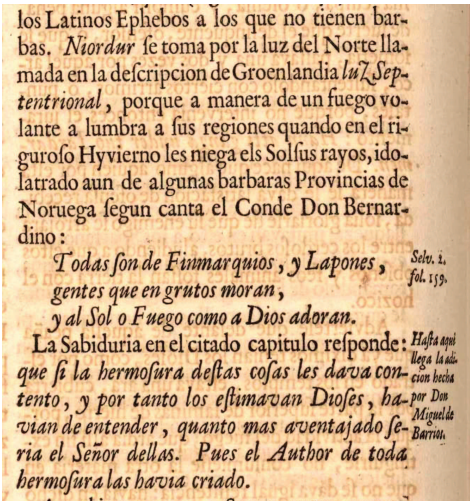 los Latinos Ephebos a los que no tienen bar-
bas. Niordur ſe toma por la luz del Norte lla-
mada en la deſcripcion de Groenlandia luZ Sep-
tentrional, porque a manera de un fuego vo-
lante a lumbra a ſus regiones quando en el ri-
guroſo Hyvierno les niega els Solſus rayos, ido-
latrado aun de algunas barbaras Provincias de
Noruega ſegun canta el Conde Don Bernar-
dino:
Todas ſon de Finmarquios, y Lapones,
gentes que en grutos moran,
y al Sol o Fuego como a Dios adoran.
Selv. 2.
fol. 159.
La Sabiduria en el citado capitulo reſponde:
que ſi la hermoſura deſtas coſas les dava con-
tento, y por tanto los eſtimavan Dioſes, ha-
vian de entender, quanto mas aventajado ſe-
ria el Señor dellas. Pues el Author de toda
hermoſura las havia criado.
Haſta aqui
llega la adi-
cion hecha
por Don
Miguel de
Barrios.